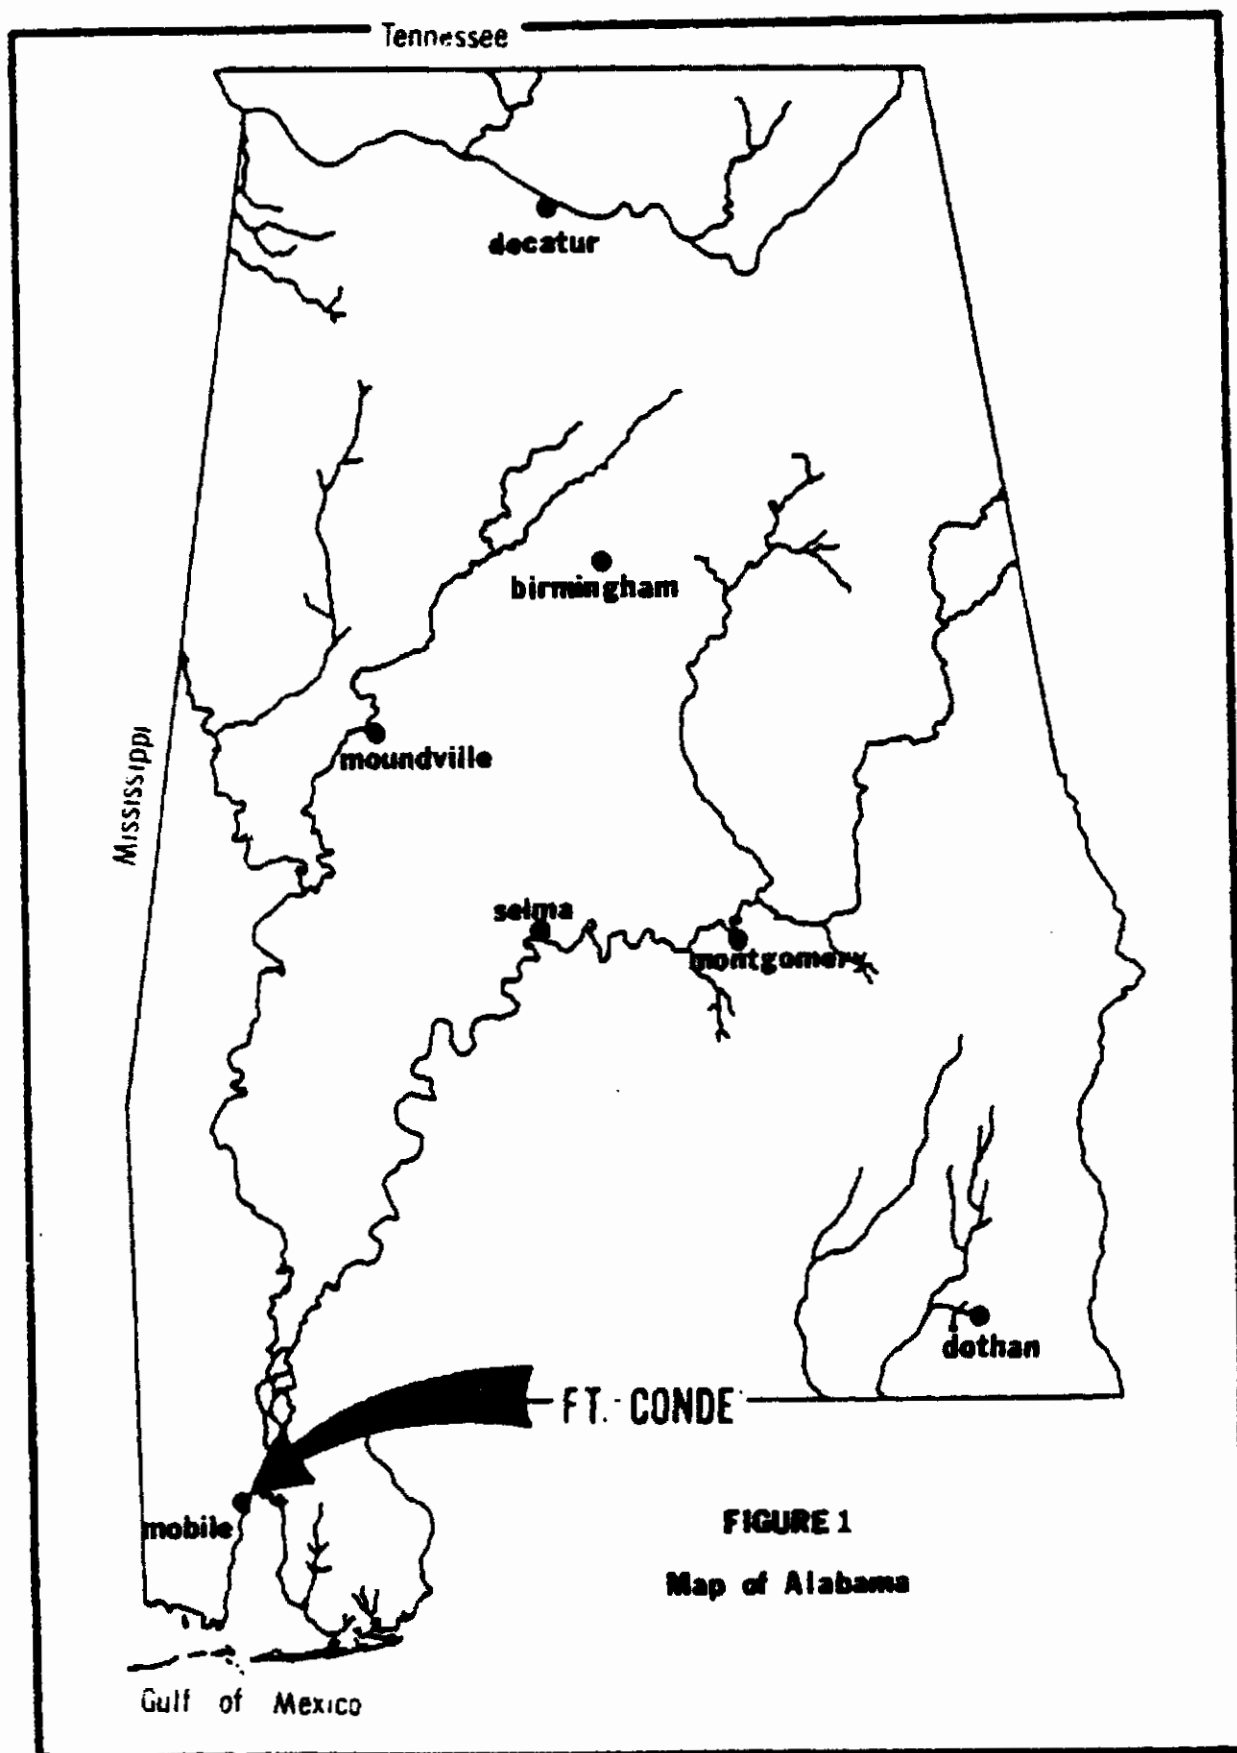 Tennessee
decatur
birmingham
Mississippi
moundville
selma
montgomery
dothan
FT. CONDE
mobile
FIGURE 1
Map of Alabama
Gulf of Mexico